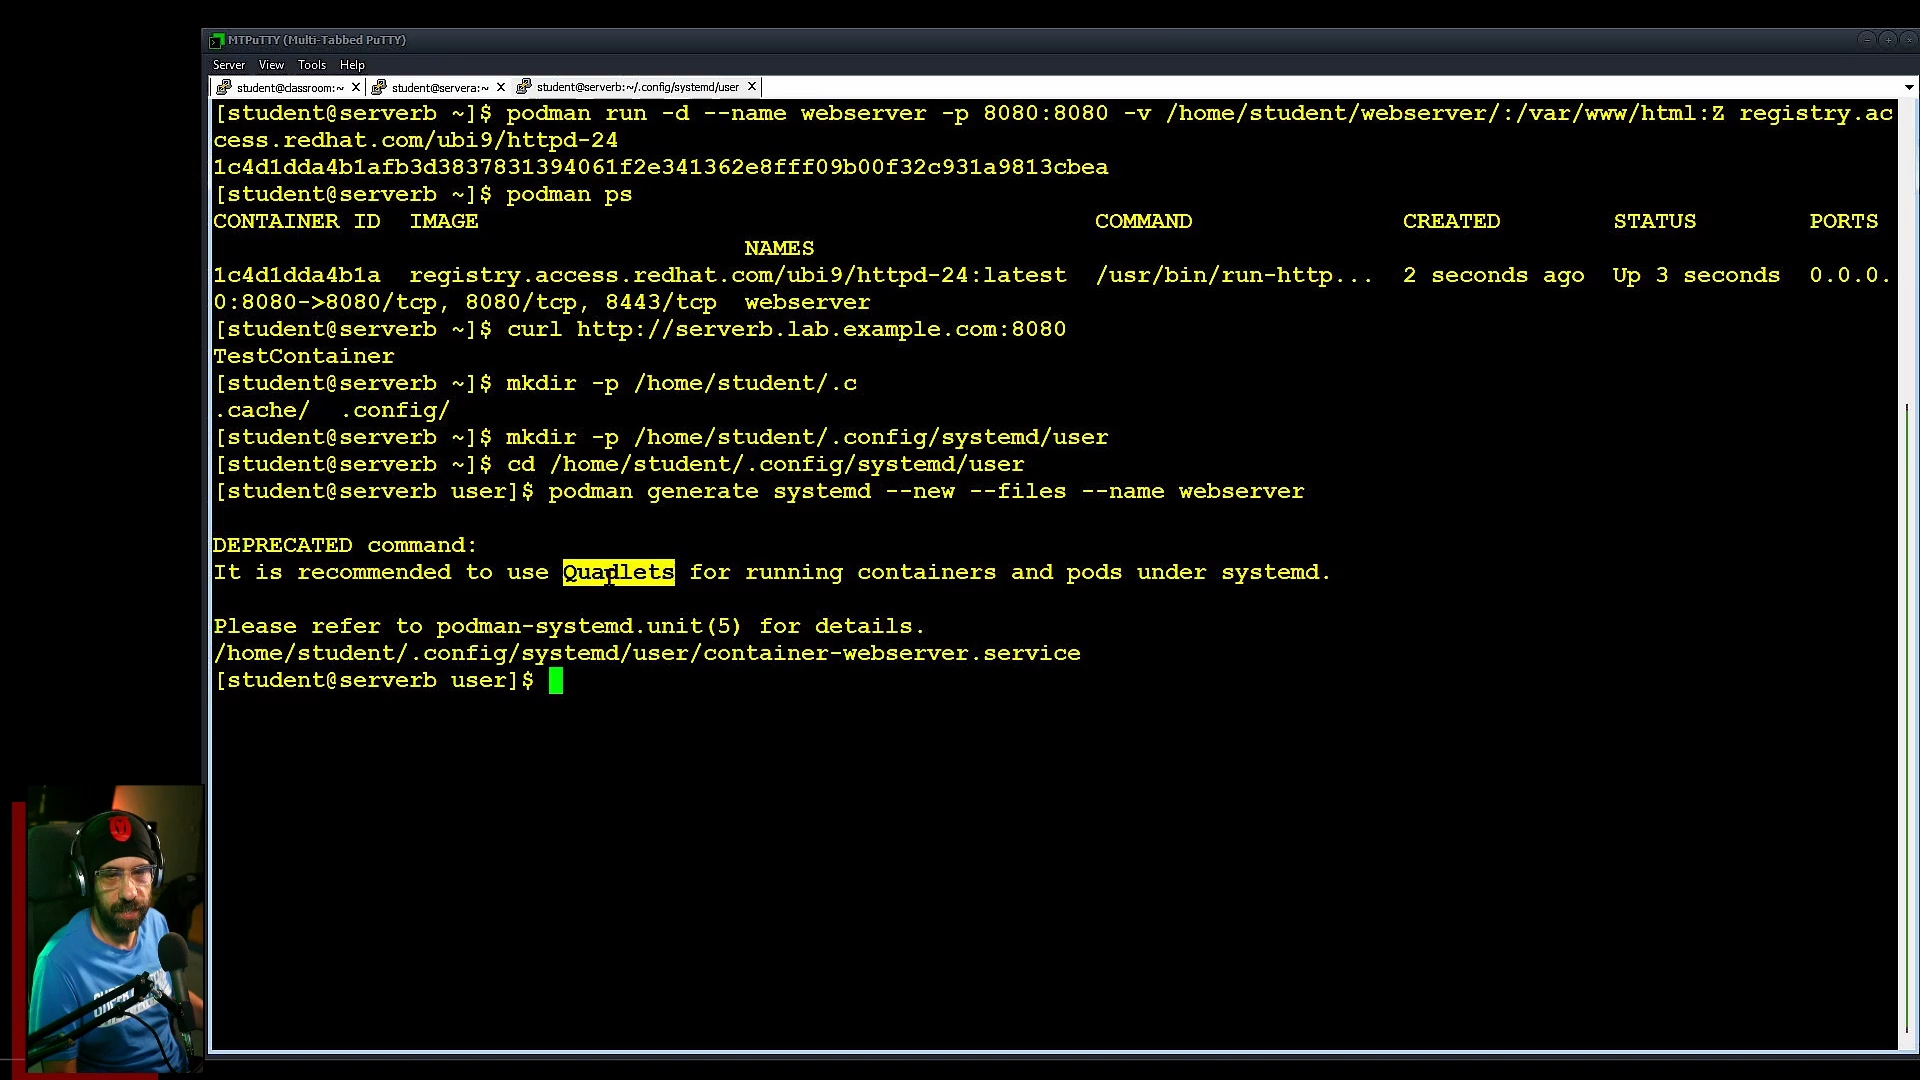 MTPuTTY (Multi-Tabbed PuTTY)
Server View Tools Help
student@classroom:~ student@servera:~ student@serverb:~/.config/systemd/user
[student@serverb ~]$ podman run -d --name webserver -p 8080:8080 -v /home/student/webserver/:/var/www/html:Z registry.ac
cess.redhat.com/ubi9/httpd-24
1c4d1dda4b1afb3d3837831394061f2e341362e8fff09b00f32c931a9813cbea
[student@serverb ~]$ podman ps
CONTAINER ID  IMAGE  COMMAND  CREATED  STATUS  PORTS
NAMES
1c4d1dda4b1a  registry.access.redhat.com/ubi9/httpd-24:latest  /usr/bin/run-http...  2 seconds ago  Up 3 seconds  0.0.0.
0:8080->8080/tcp, 8080/tcp, 8443/tcp  webserver
[student@serverb ~]$ curl http://serverb.lab.example.com:8080
TestContainer
[student@serverb ~]$ mkdir -p /home/student/.c
.cache/  .config/
[student@serverb ~]$ mkdir -p /home/student/.config/systemd/user
[student@serverb ~]$ cd /home/student/.config/systemd/user
[student@serverb user]$ podman generate systemd --new --files --name webserver
DEPRECATED command:
It is recommended to use Quadlets for running containers and pods under systemd.
Please refer to podman-systemd.unit(5) for details.
/home/student/.config/systemd/user/container-webserver.service
[student@serverb user]$